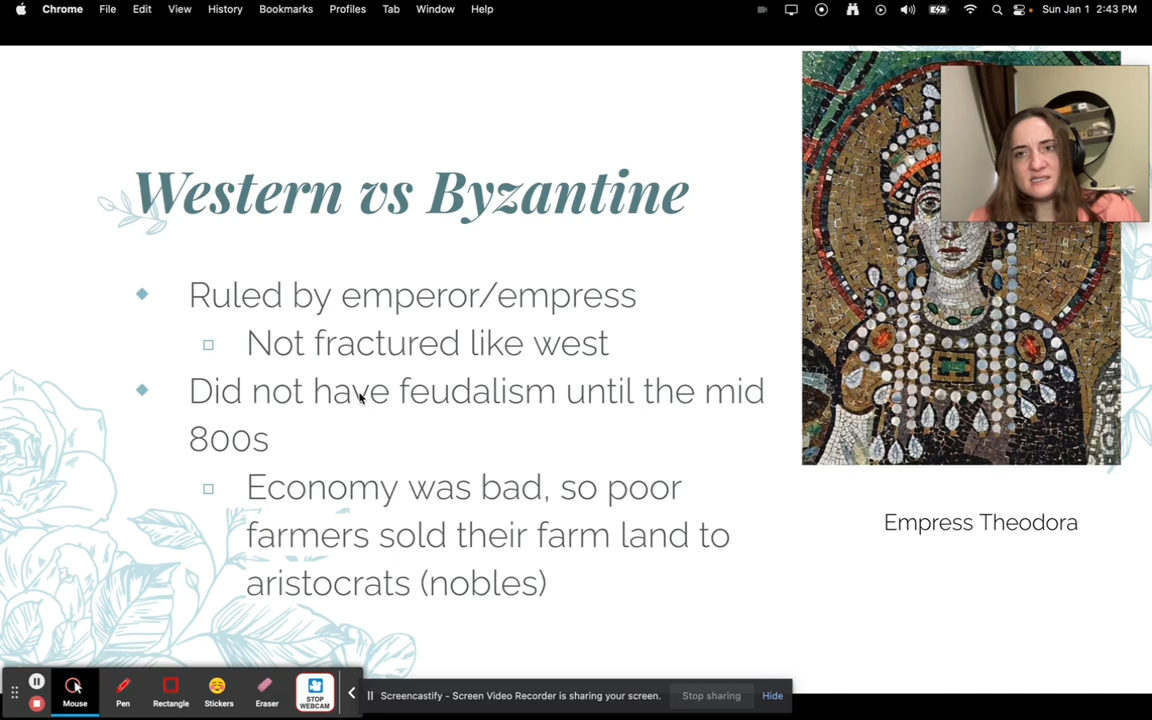 Chrome File Edit View History Bookmarks Profiles Tab Window Help Sun Jan 1 2:43 PM
Western vs Byzantine
Ruled by emperor/empress
Not fractured like west
Did not have feudalism until the mid
800s
Economy was bad, so poor
farmers sold their farm land to
aristocrats (nobles)
Empress Theodora
Mouse Pen Rectangle Stickers Eraser STOP
WEBCAM
Screencastify - Screen Video Recorder is sharing your screen. Stop sharing Hide